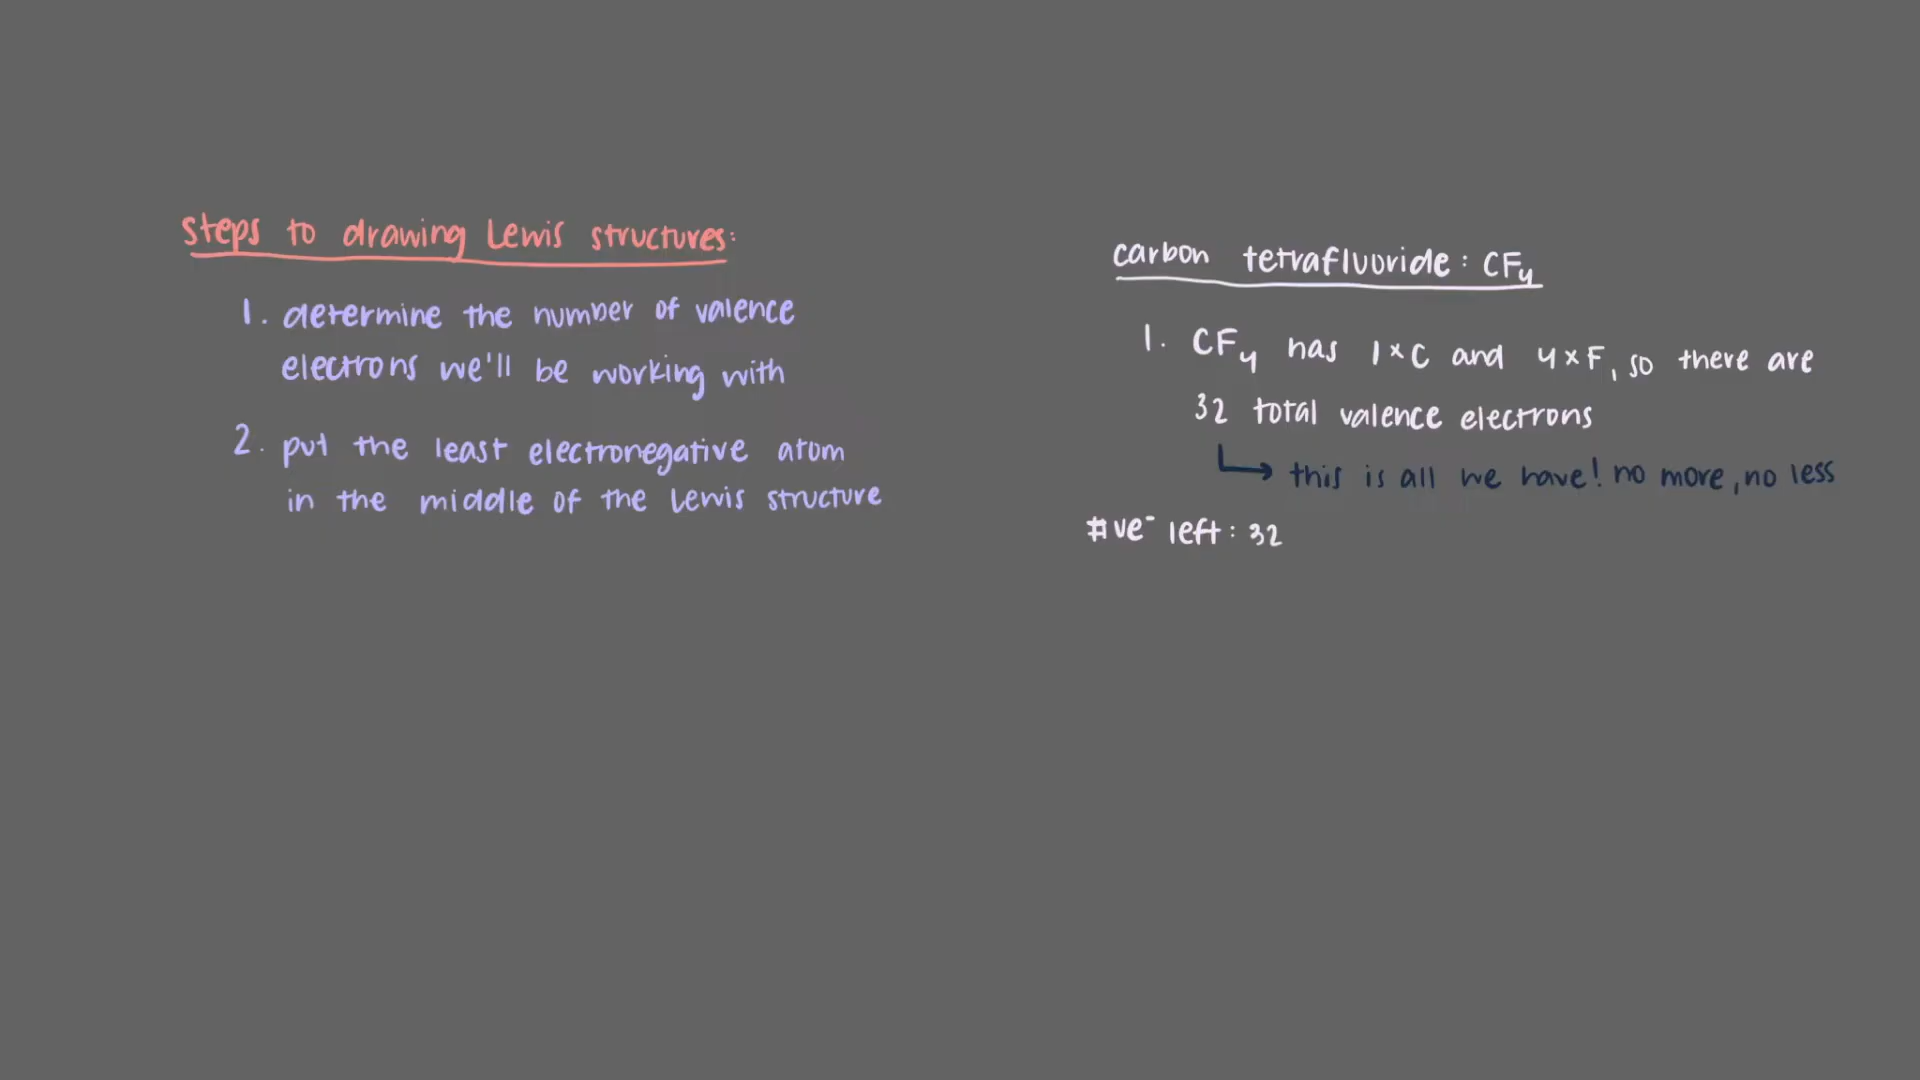 steps to drawing Lewis structures:
1. determine the number of valence
electrons we'll be working with
2. put the least electronegative atom
in the middle of the Lewis structure
carbon tetrafluoride: CF₄
1. CF₄ has 1×C and 4×F, so there are
32 total valence electrons
↳ this is all we have! no more, no less
#ve⁻ left: 32